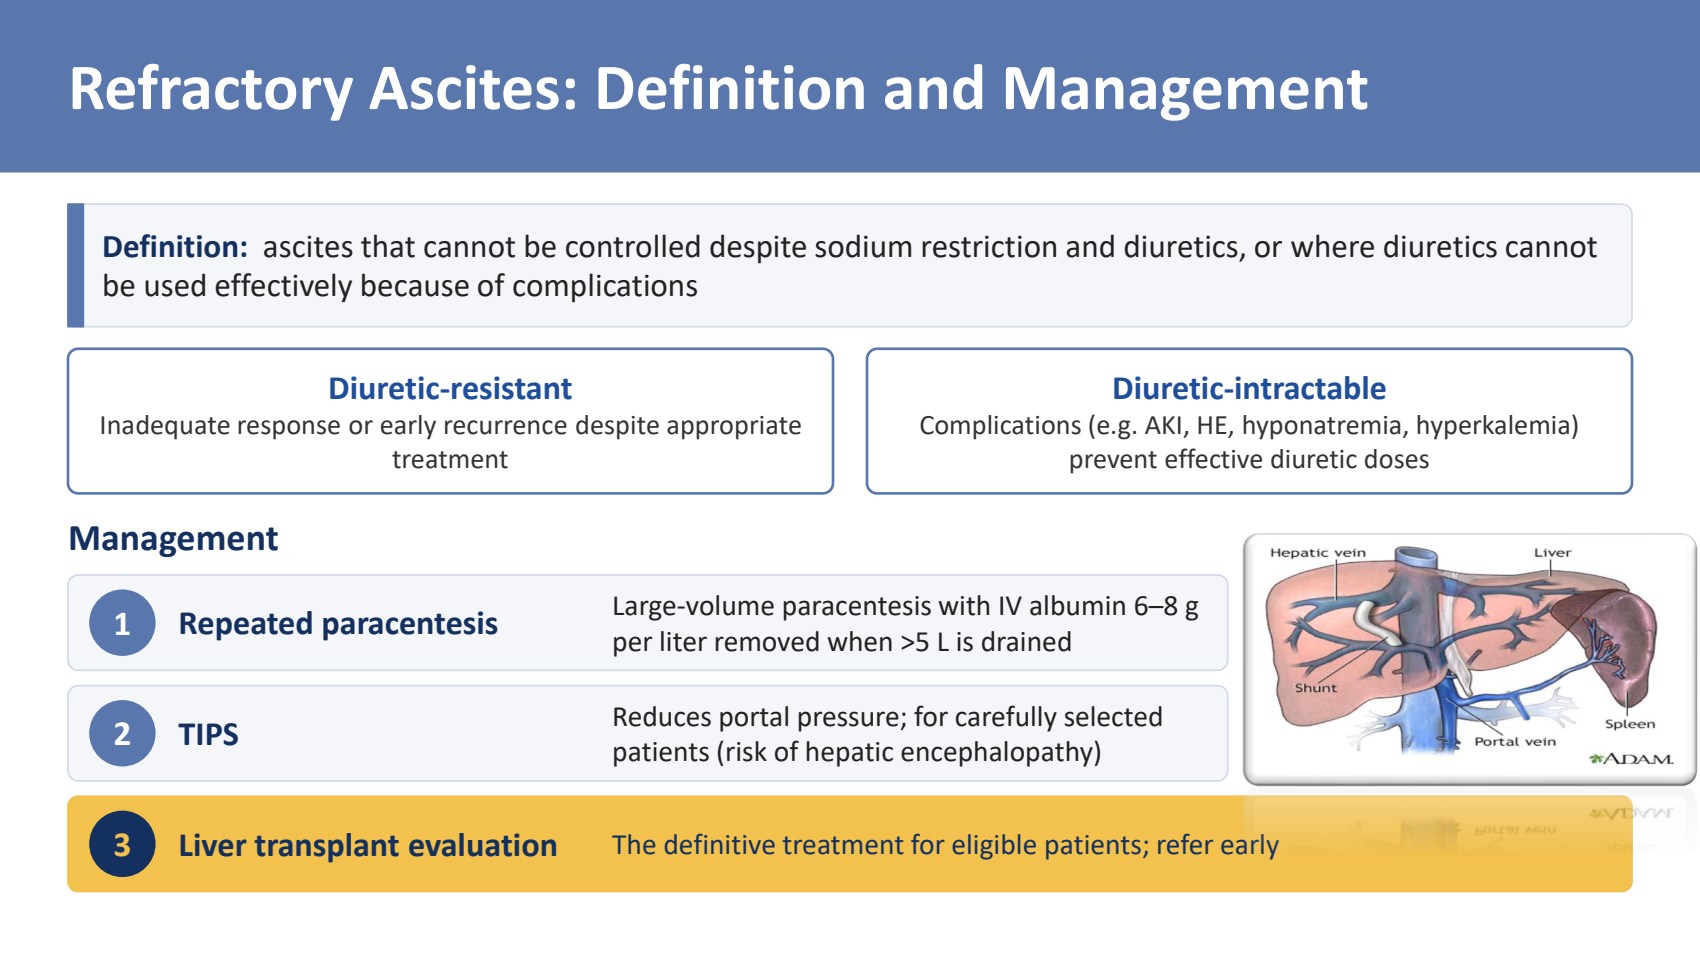 Refractory Ascites: Definition and Management
Definition: ascites that cannot be controlled despite sodium restriction and diuretics, or where diuretics cannot
be used effectively because of complications
Diuretic-resistant
Inadequate response or early recurrence despite appropriate
treatment
Diuretic-intractable
Complications (e.g. AKI, HE, hyponatremia, hyperkalemia)
prevent effective diuretic doses
Management
1
Repeated paracentesis
Large-volume paracentesis with IV albumin 6–8 g
per liter removed when >5 L is drained
2
TIPS
Reduces portal pressure; for carefully selected
patients (risk of hepatic encephalopathy)
3
Liver transplant evaluation
The definitive treatment for eligible patients; refer early
Hepatic vein
Liver
Shunt
Spleen
Portal vein
ADAM.